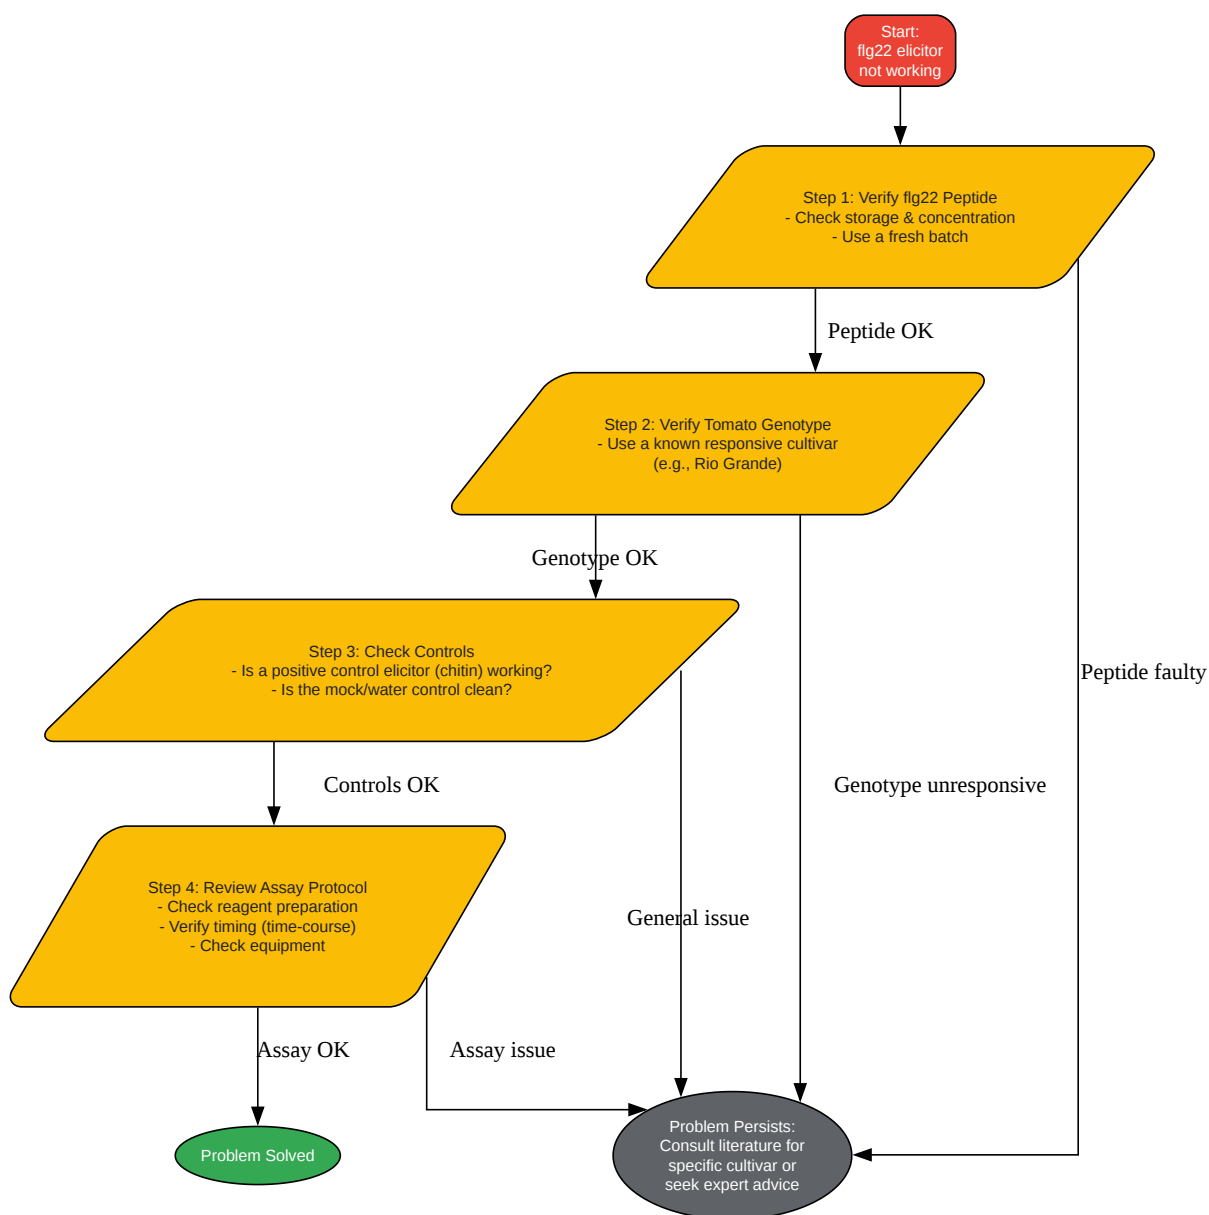 Start:
flg22 elicitor
not working
Step 1: Verify flg22 Peptide
- Check storage & concentration
- Use a fresh batch
Peptide OK
Step 2: Verify Tomato Genotype
- Use a known responsive cultivar
(e.g., Rio Grande)
Genotype OK
Step 3: Check Controls
- Is a positive control elicitor (chitin) working?
- Is the mock/water control clean?
Peptide faulty
Controls OK
Genotype unresponsive
Step 4: Review Assay Protocol
- Check reagent preparation
- Verify timing (time-course)
- Check equipment
General issue
Assay OK
Assay issue
Problem Solved
Problem Persists:
Consult literature for
specific cultivar or
seek expert advice